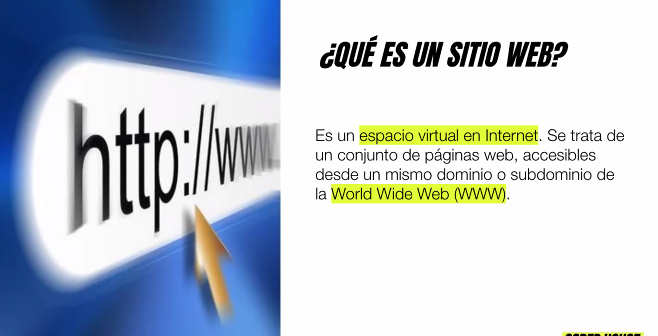 http://www.
¿QUÉ ES UN SITIO WEB?
Es un espacio virtual en Internet. Se trata de
un conjunto de páginas web, accesibles
desde un mismo dominio o subdominio de
la World Wide Web (WWW).